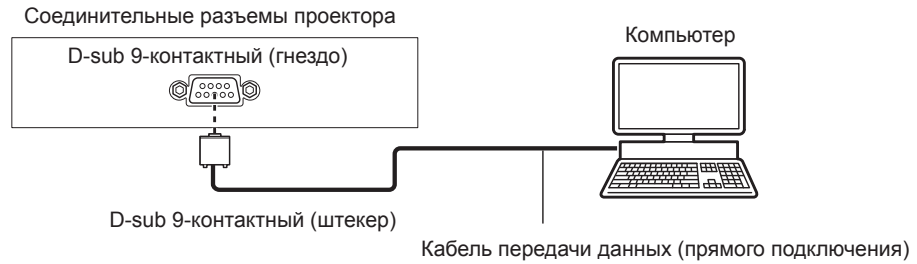 Соединительные разъемы проектора
D-sub 9-контактный (гнездо)
Компьютер
D-sub 9-контактный (штекер)
Кабель передачи данных (прямого подключения)